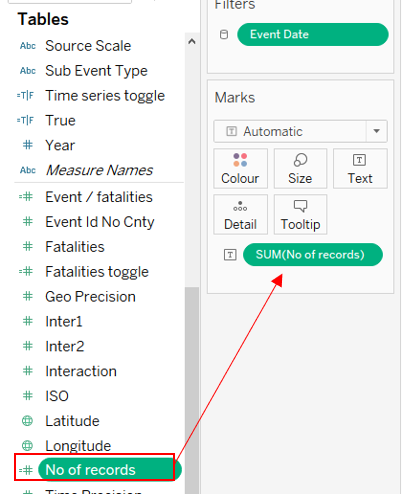 Tables
Abc Source Scale
Abc Sub Event Type
=T|F Time series toggle
=T|F True
# Year
Abc Measure Names
=# Event / fatalities
# Event Id No Cnty
# Fatalities
=# Fatalities toggle
# Geo Precision
# Inter1
# Inter2
# Interaction
# ISO
Latitude
Longitude
=# No of records
# Time Precision
Filters
Event Date
Marks
T Automatic
Colour Size Text
Detail Tooltip
T SUM(No of records)